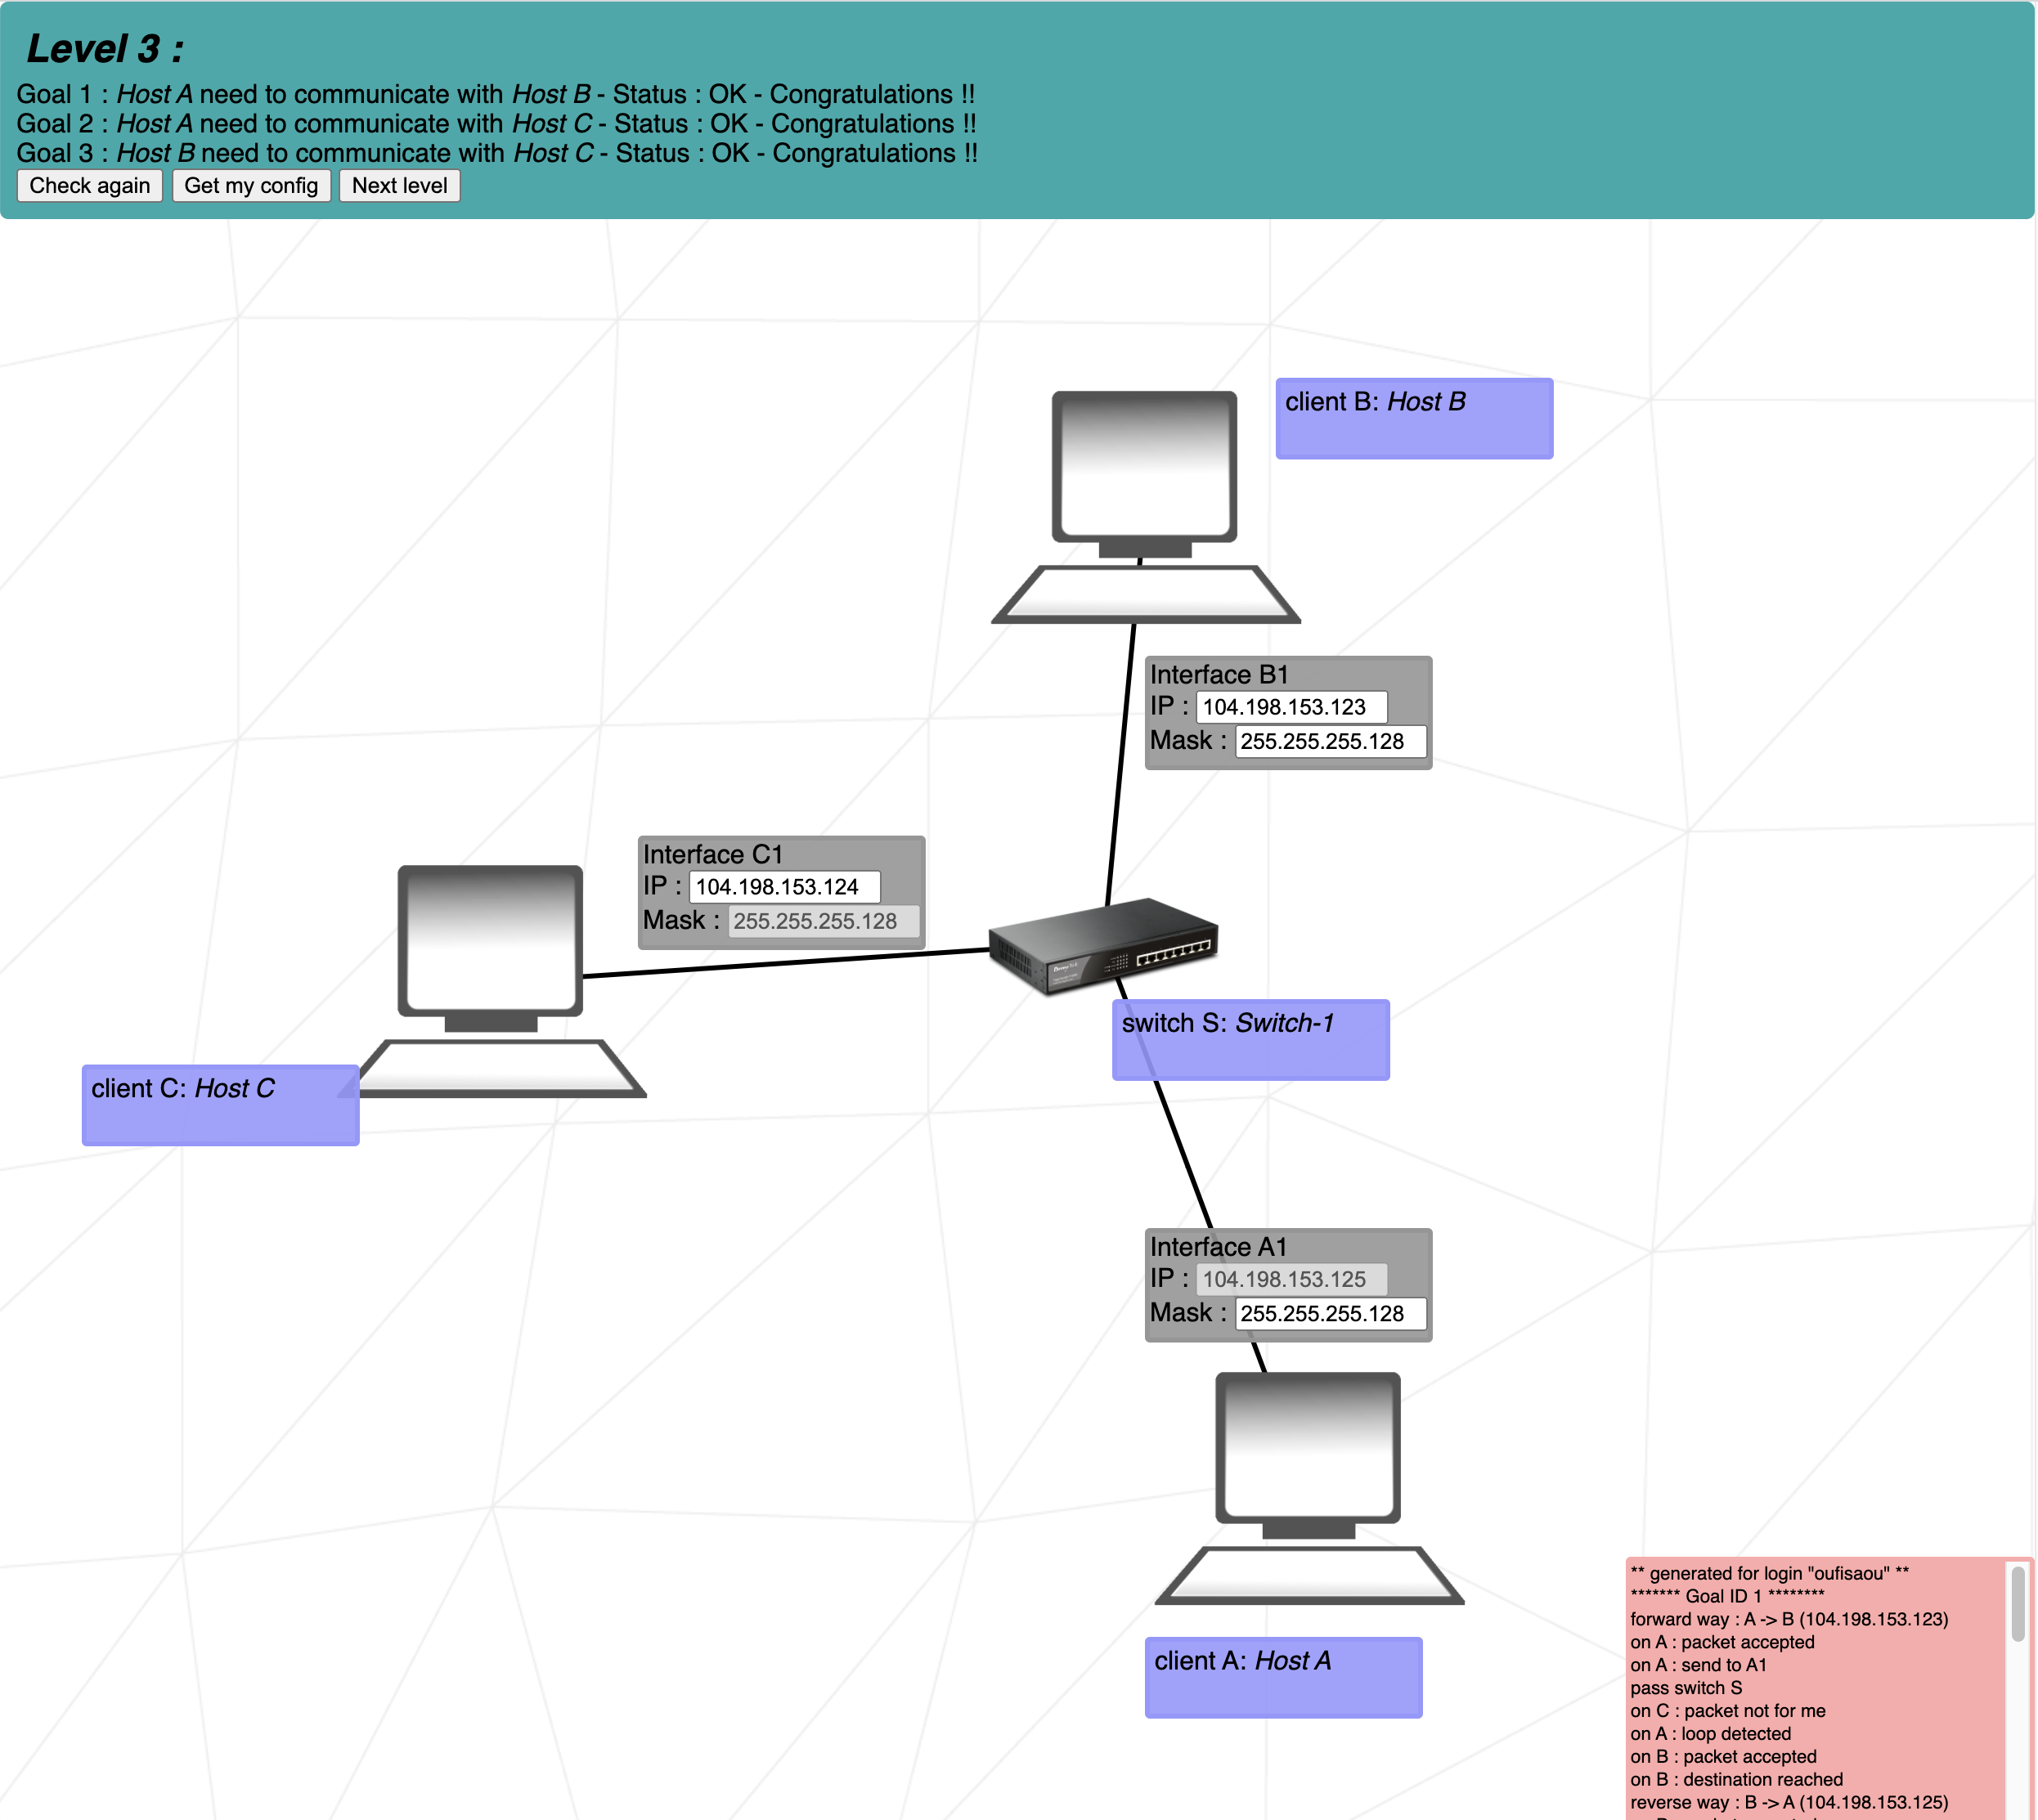 Level 3 :
Goal 1 : Host A need to communicate with Host B - Status : OK - Congratulations !!
Goal 2 : Host A need to communicate with Host C - Status : OK - Congratulations !!
Goal 3 : Host B need to communicate with Host C - Status : OK - Congratulations !!
Check again Get my config Next level
client B: Host B
Interface B1
IP : 104.198.153.123
Mask : 255.255.255.128
Interface C1
IP : 104.198.153.124
Mask : 255.255.255.128
switch S: Switch-1
client C: Host C
Interface A1
IP : 104.198.153.125
Mask : 255.255.255.128
client A: Host A
** generated for login "oufisaou" **
******* Goal ID 1 ********
forward way : A -> B (104.198.153.123)
on A : packet accepted
on A : send to A1
pass switch S
on C : packet not for me
on A : loop detected
on B : packet accepted
on B : destination reached
reverse way : B -> A (104.198.153.125)